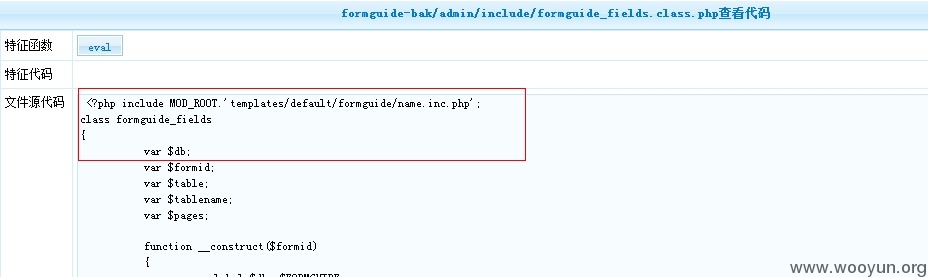 formguide-bak/admin/include/formguide_fields.class.php查看代码
特征函数
eval
特征代码
文件源代码
<?php include MOD_ROOT.'templates/default/formguide/name.inc.php';
class formguide_fields
{
var $db;
var $formid;
var $table;
var $tablename;
var $pages;
function __construct($formid)
{
www.wooyun.org